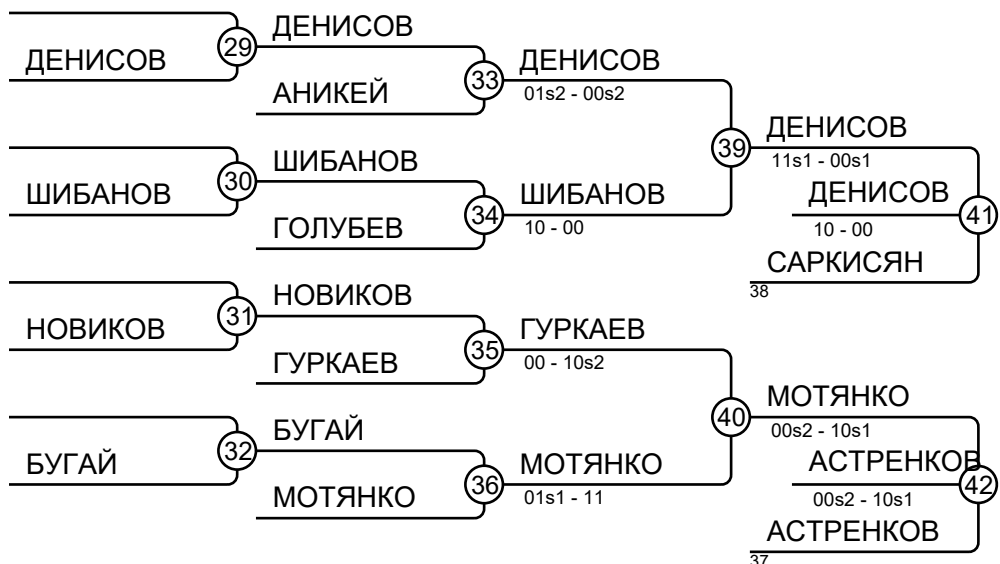 ДЕНИСОВ
29
ДЕНИСОВ
АНИКЕЙ
33
ДЕНИСОВ
01s2 - 00s2
ШИБАНОВ
30
ШИБАНОВ
ГОЛУБЕВ
34
ШИБАНОВ
10 - 00
39
ДЕНИСОВ
11s1 - 00s1
ДЕНИСОВ
10 - 00
41
САРКИСЯН
38
НОВИКОВ
31
НОВИКОВ
ГУРКАЕВ
35
ГУРКАЕВ
00 - 10s2
БУГАЙ
32
БУГАЙ
МОТЯНКО
36
МОТЯНКО
01s1 - 11
40
МОТЯНКО
00s2 - 10s1
АСТРЕНКОВ
00s2 - 10s1
42
АСТРЕНКОВ
37